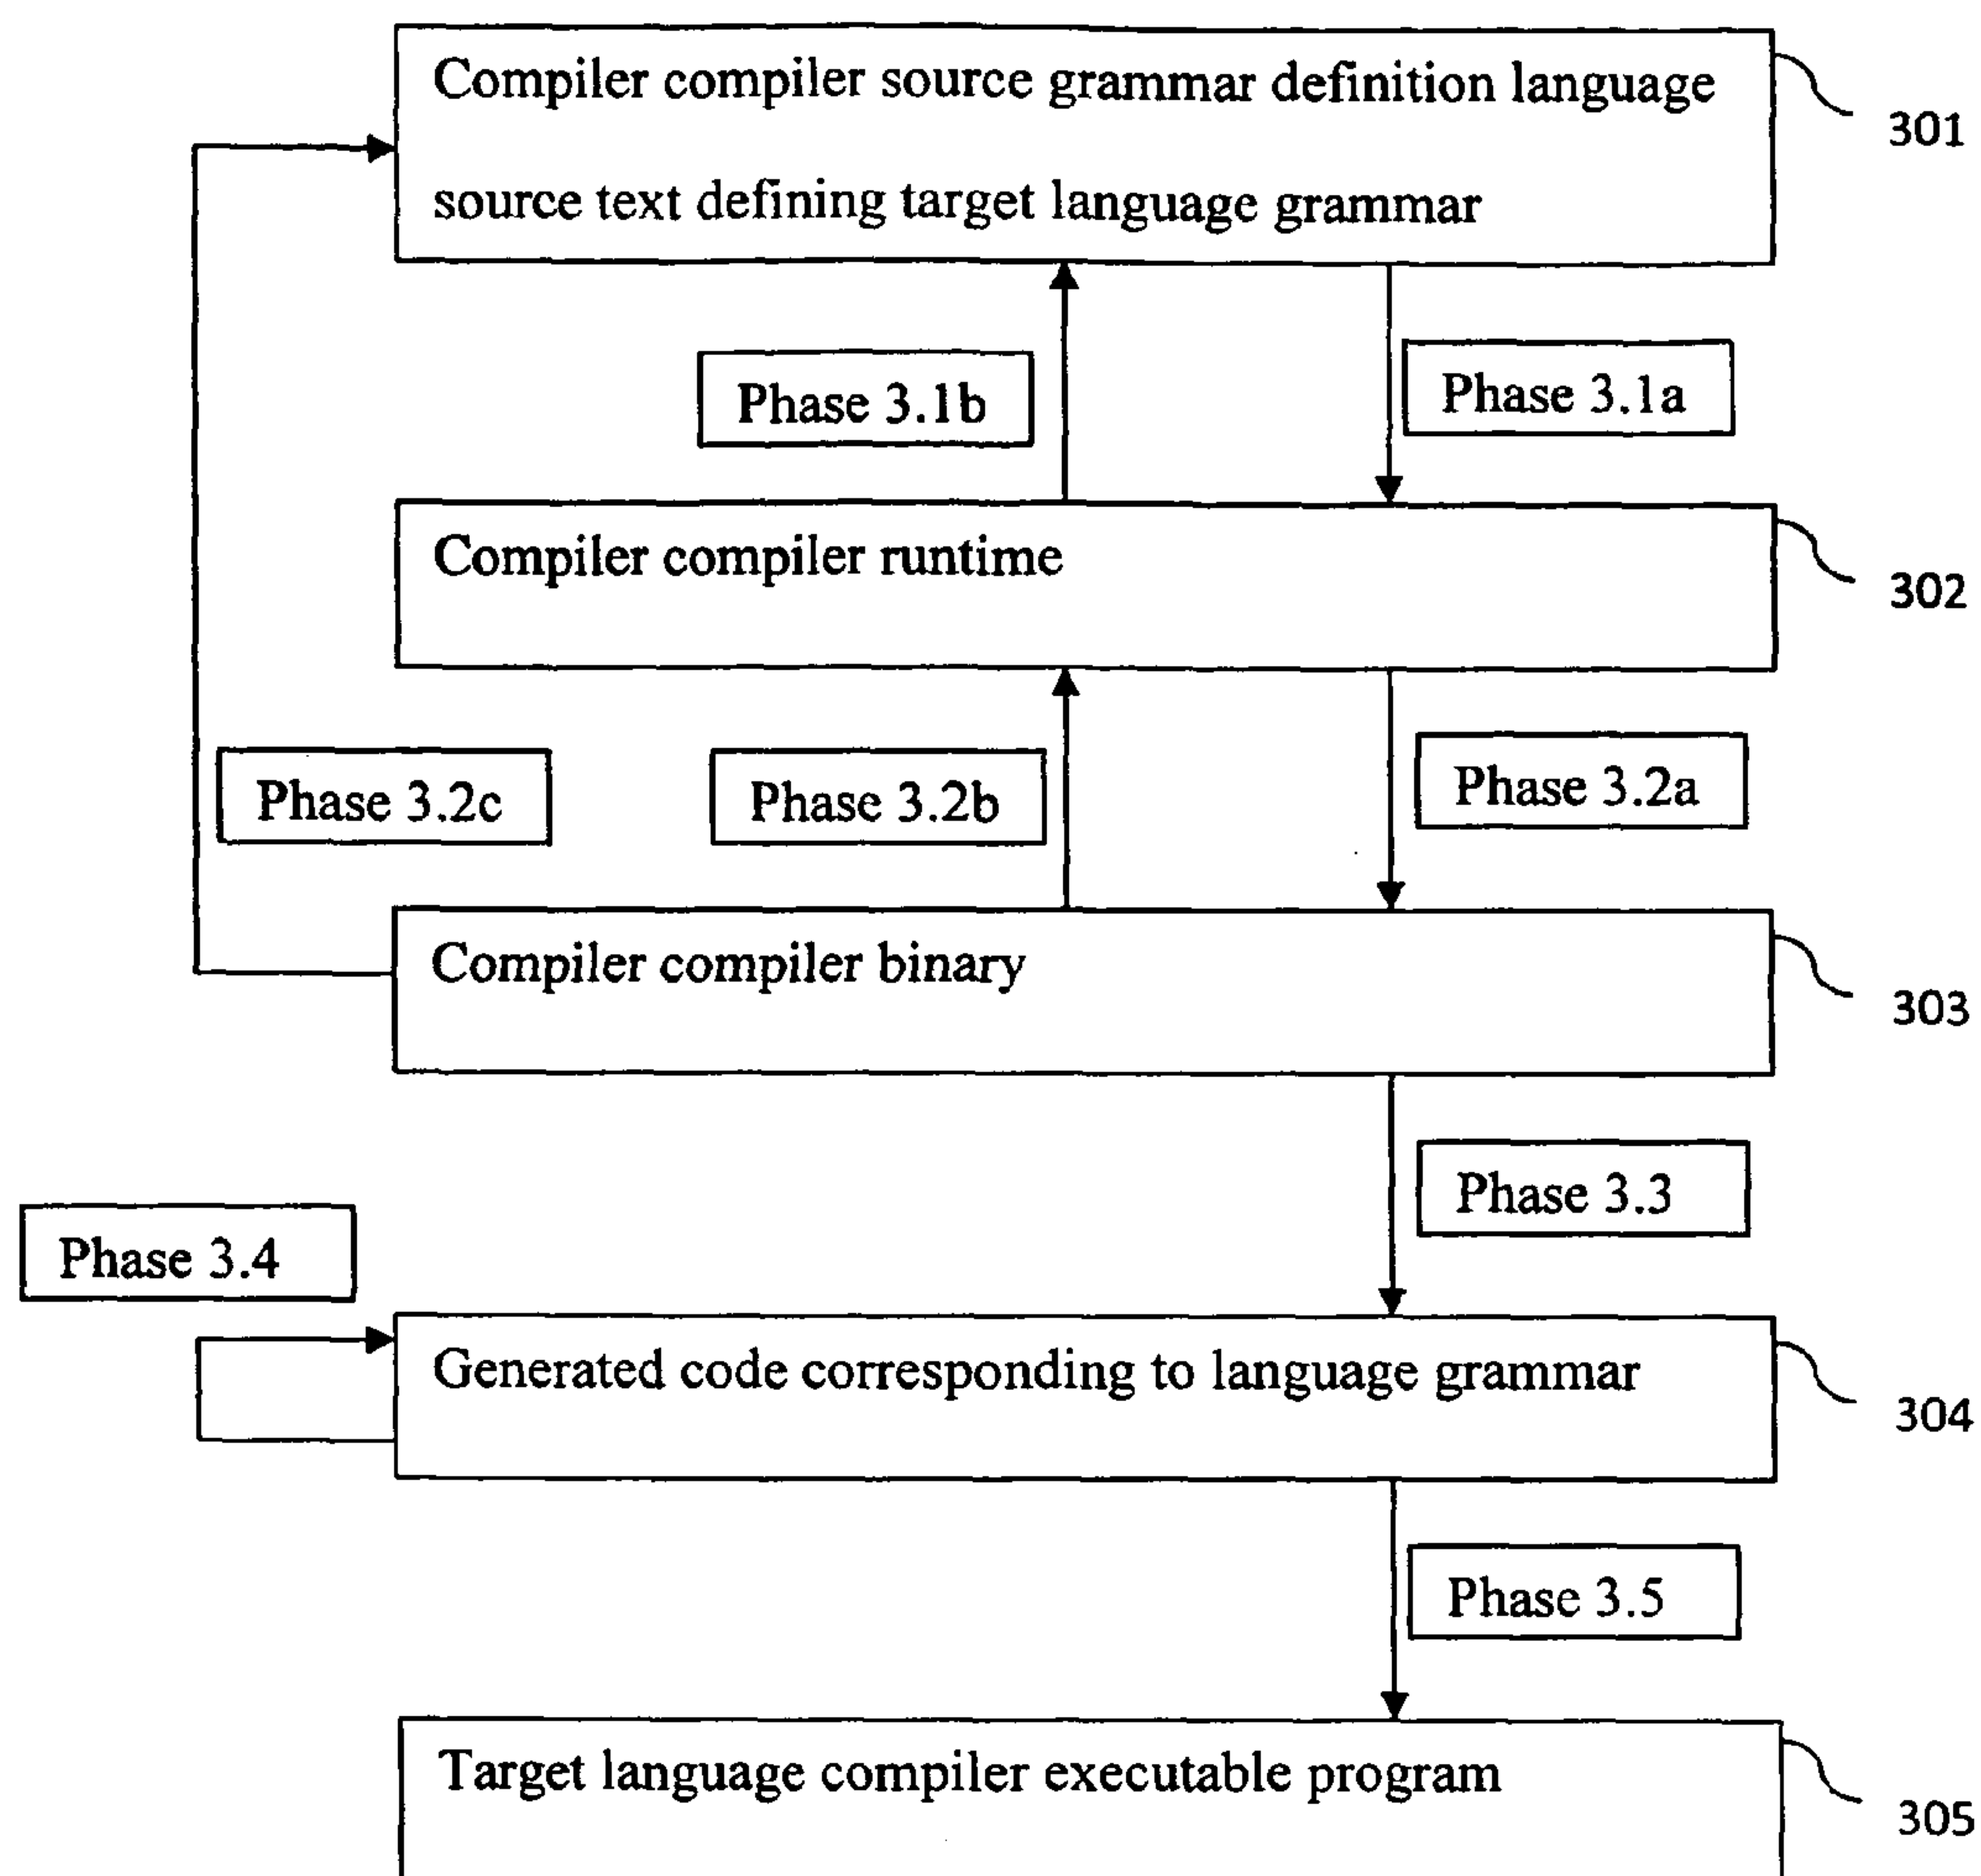 Compiler compiler source grammar definition language
source text defining target language grammar
301
Phase 3.1b
Phase 3.1a
Compiler compiler runtime
302
Phase 3.2c
Phase 3.2b
Phase 3.2a
Compiler compiler binary
303
Phase 3.3
Phase 3.4
Generated code corresponding to language grammar
304
Phase 3.5
Target language compiler executable program
305